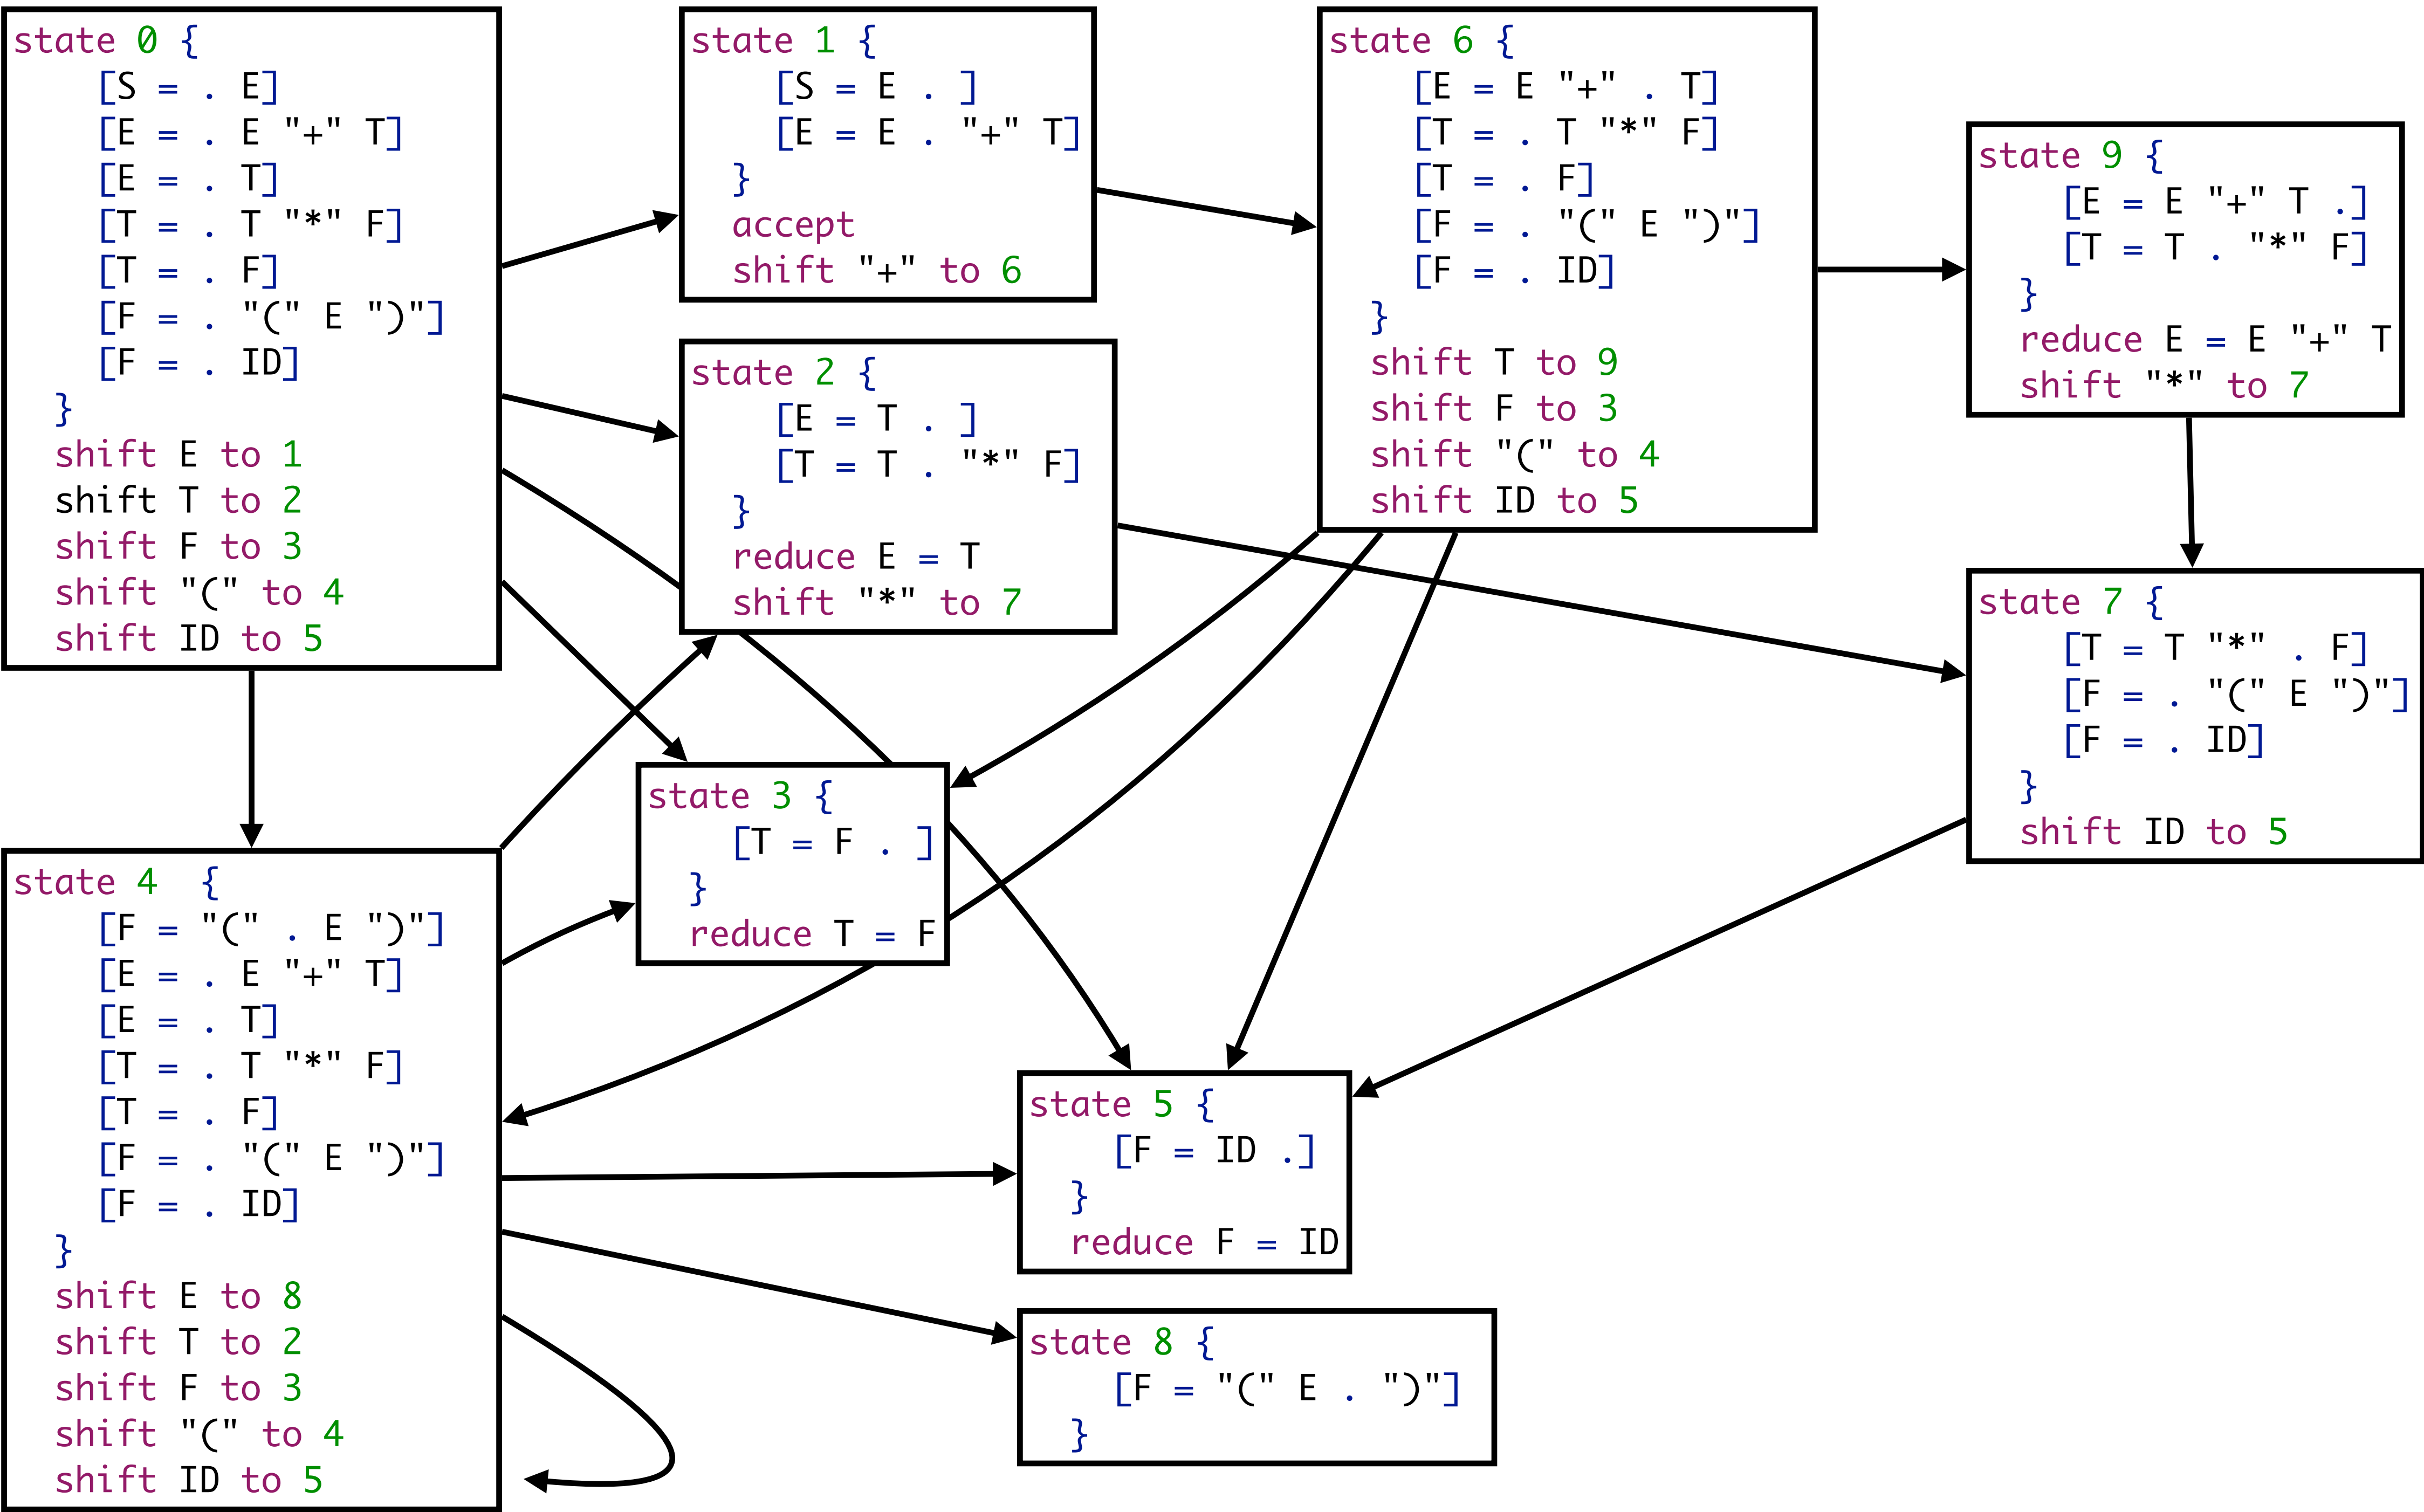 state 0 {
[S = . E]
[E = . E "+" T]
[E = . T]
[T = . T "*" F]
[T = . F]
[F = . "(" E ")"]
[F = . ID]
}
shift E to 1
shift T to 2
shift F to 3
shift "(" to 4
shift ID to 5
state 1 {
[S = E . ]
[E = E . "+" T]
}
accept
shift "+" to 6
state 2 {
[E = T . ]
[T = T . "*" F]
}
reduce E = T
shift "*" to 7
state 6 {
[E = E "+" . T]
[T = . T "*" F]
[T = . F]
[F = . "(" E ")"]
[F = . ID]
}
shift T to 9
shift F to 3
shift "(" to 4
shift ID to 5
state 9 {
[E = E "+" T .]
[T = T . "*" F]
}
reduce E = E "+" T
shift "*" to 7
state 7 {
[T = T "*" . F]
[F = . "(" E ")"]
[F = . ID]
}
shift ID to 5
state 3 {
[T = F . ]
}
reduce T = F
state 4 {
[F = "(" . E ")"]
[E = . E "+" T]
[E = . T]
[T = . T "*" F]
[T = . F]
[F = . "(" E ")"]
[F = . ID]
}
shift E to 8
shift T to 2
shift F to 3
shift "(" to 4
shift ID to 5
state 5 {
[F = ID .]
}
reduce F = ID
state 8 {
[F = "(" E . ")"]
}